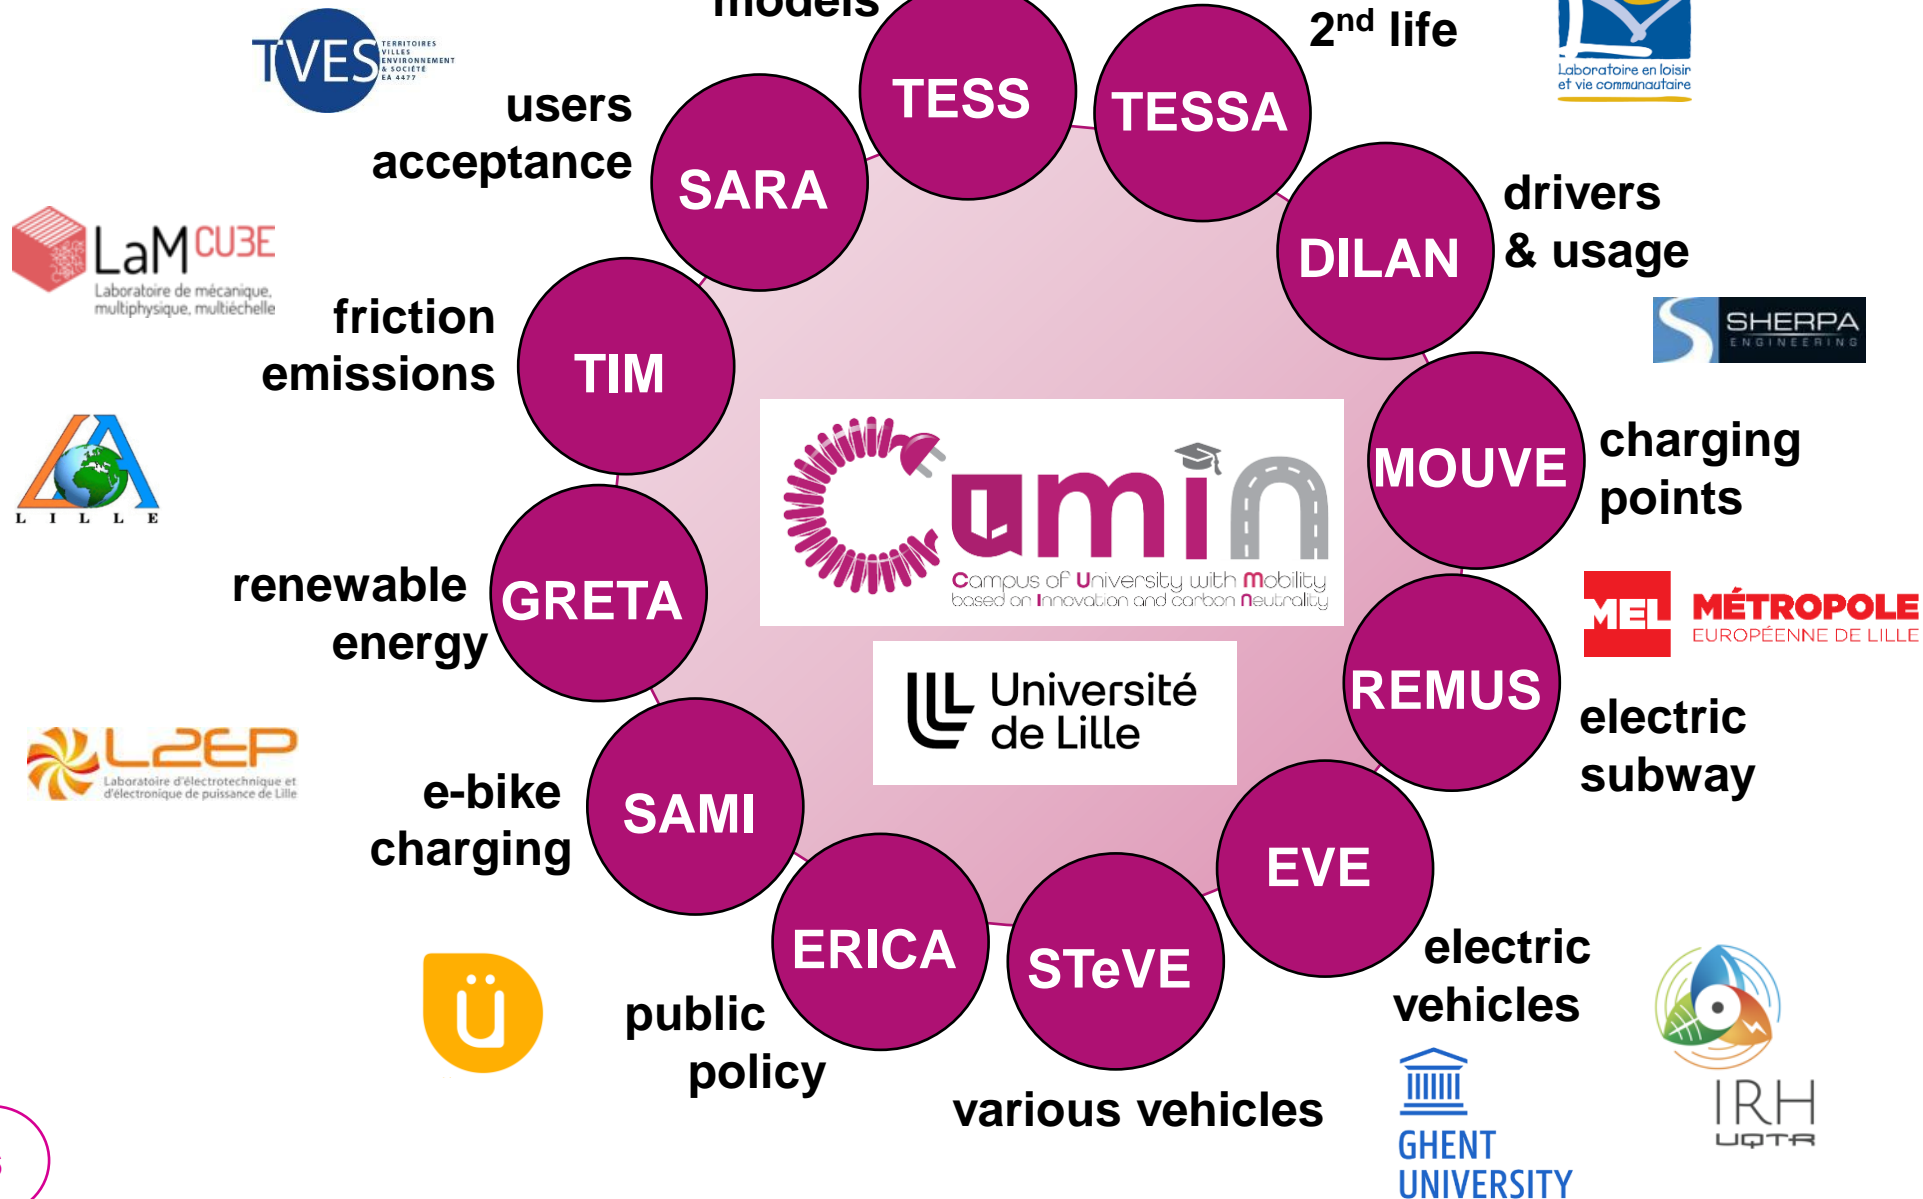 models
2nd life
TVES
TERRITOIRES
VILLES
ENVIRONNEMENT
& SOCIÉTÉ
EA 4477
Laboratoire en loisir
et vie communautaire
TESS
TESSA
users
acceptance
SARA
drivers
& usage
DILAN
LaMCU3E
Laboratoire de mécanique,
multiphysique, multiéchelle
friction
emissions
TIM
SHERPA
ENGINEERING
MOUVE
charging
points
LILLE
Cumin
Campus of University with Mobility
based on Innovation and carbon Neutrality
renewable
energy
GRETA
MEL
MÉTROPOLE
EUROPÉENNE DE LILLE
Université
de Lille
REMUS
electric
subway
L2EP
Laboratoire d'électrotechnique et
d'électronique de puissance de Lille
e-bike
charging
SAMI
EVE
ERICA
STeVE
electric
vehicles
ü
public
policy
various vehicles
GHENT
UNIVERSITY
IRH
UQTR